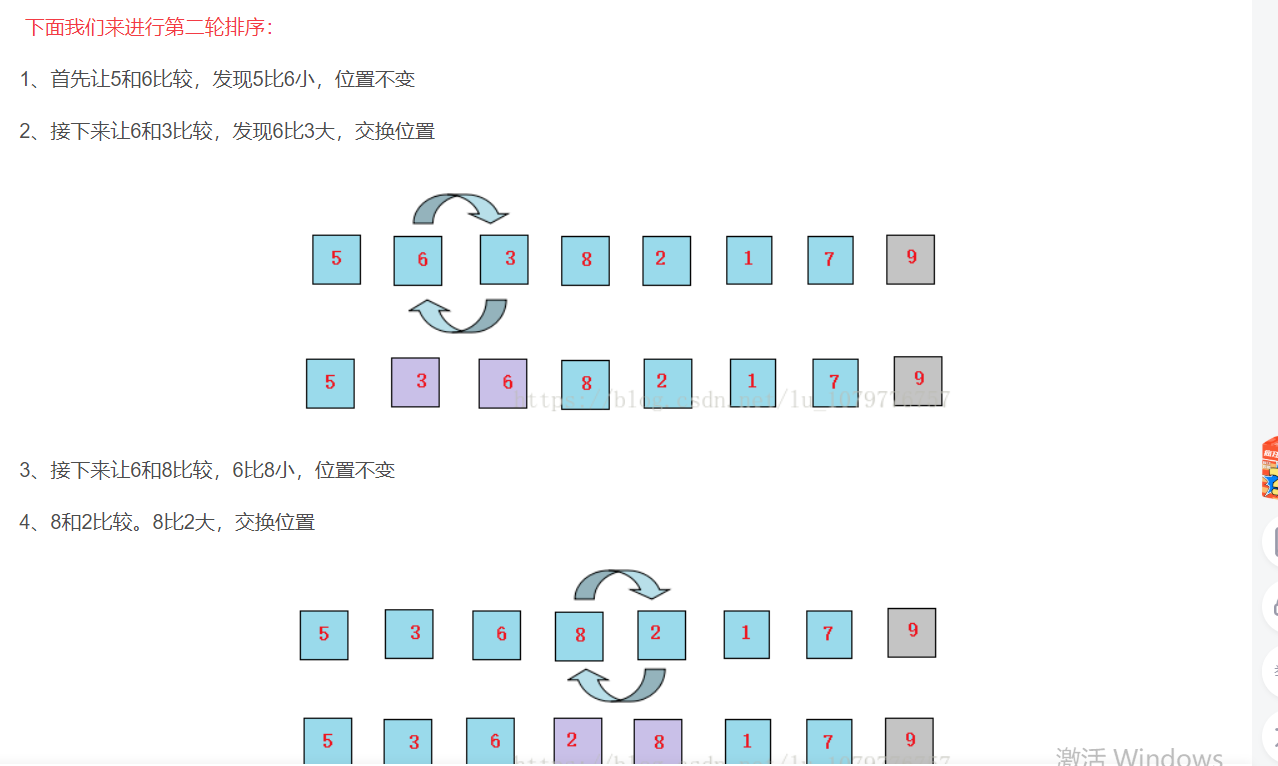 下面我们来进行第二轮排序：
1、首先让5和6比较，发现5比6小，位置不变
2、接下来让6和3比较，发现6比3大，交换位置
5 6 3 8 2 1 7 9
5 3 6 8 2 1 7 9
3、接下来让6和8比较，6比8小，位置不变
4、8和2比较。8比2大，交换位置
5 3 6 8 2 1 7 9
5 3 6 2 8 1 7 9
激活 Windows